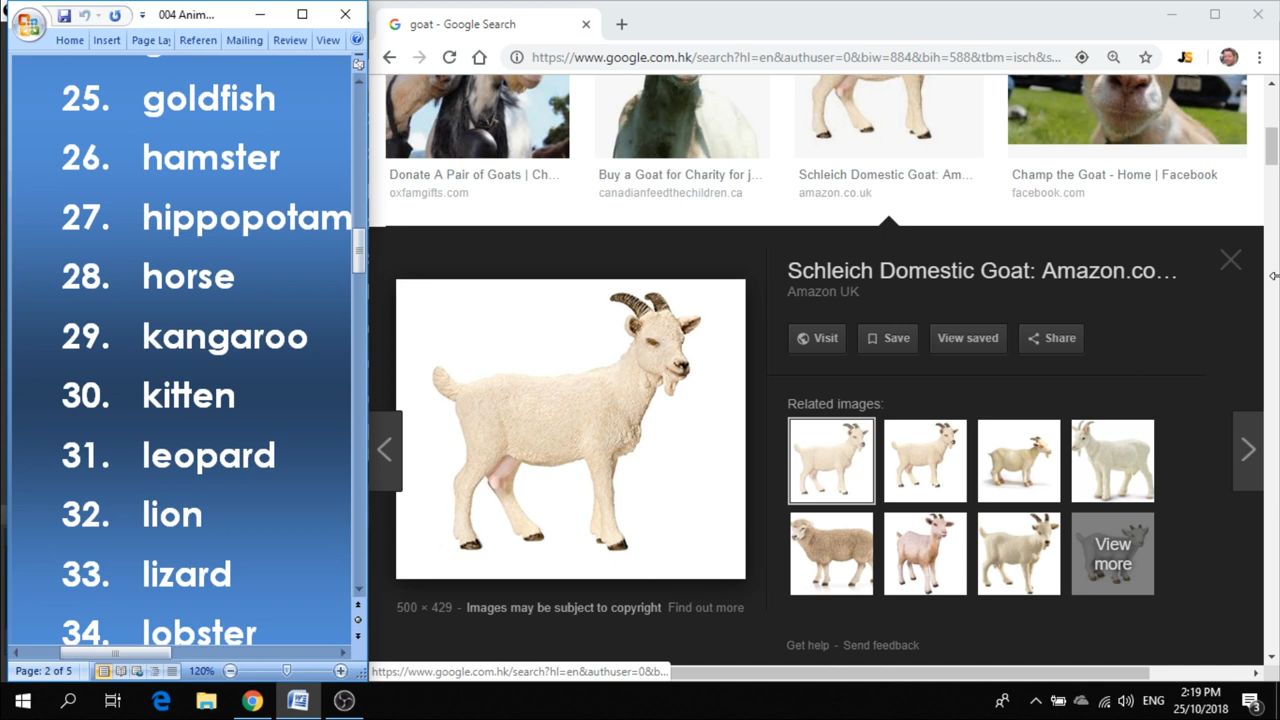 004 Anim...
Home Insert Page Lay Referen Mailing Review View
25. goldfish
26. hamster
27. hippopotam
28. horse
29. kangaroo
30. kitten
31. leopard
32. lion
33. lizard
34. lobster
Page: 2 of 5 120%
goat - Google Search
https://www.google.com.hk/search?hl=en&authuser=0&biw=884&bih=588&tbm=isch&s...
JS
Donate A Pair of Goats | Ch... Buy a Goat for Charity for j... Schleich Domestic Goat: Am... Champ the Goat - Home | Facebook
oxfamgifts.com canadianfeedthechildren.ca amazon.co.uk facebook.com
Schleich Domestic Goat: Amazon.co...
Amazon UK
Visit Save View saved Share
Related images:
View
more
500 × 429 - Images may be subject to copyright Find out more
Get help - Send feedback
https://www.google.com.hk/search?hl=en&authuser=0&b...
ENG 2:19 PM
25/10/2018 3